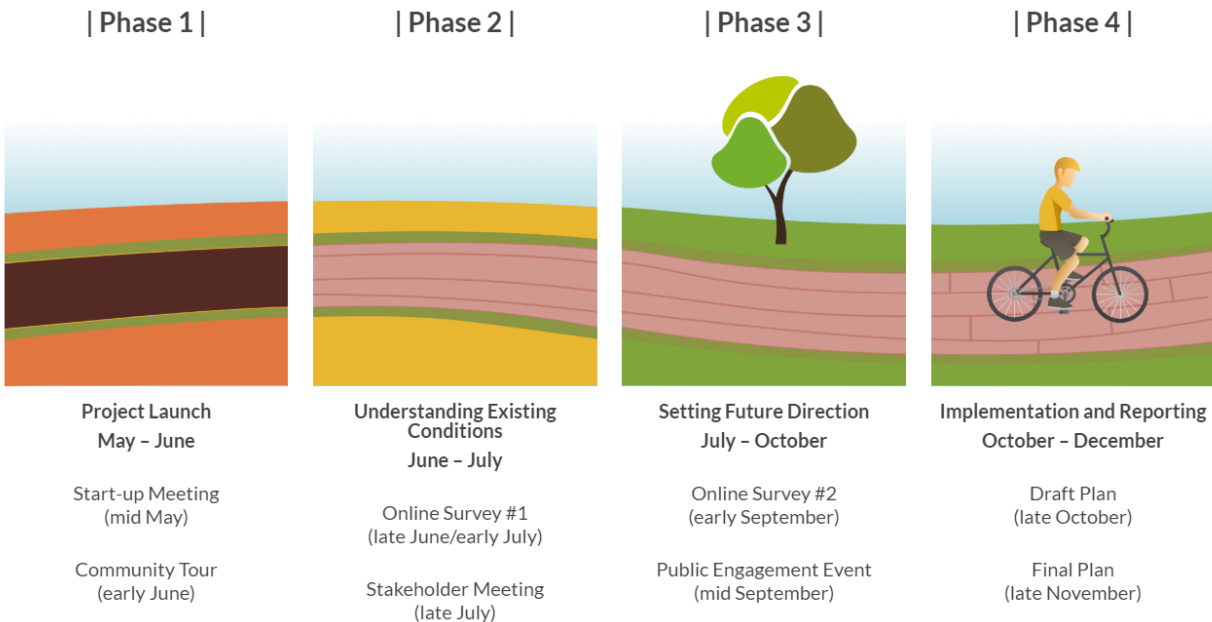 | Phase 1 |
| Phase 2 |
| Phase 3 |
| Phase 4 |
Project Launch
May – June
Start-up Meeting
(mid May)
Community Tour
(early June)
Understanding Existing
Conditions
June – July
Online Survey #1
(late June/early July)
Stakeholder Meeting
(late July)
Setting Future Direction
July – October
Online Survey #2
(early September)
Public Engagement Event
(mid September)
Implementation and Reporting
October – December
Draft Plan
(late October)
Final Plan
(late November)